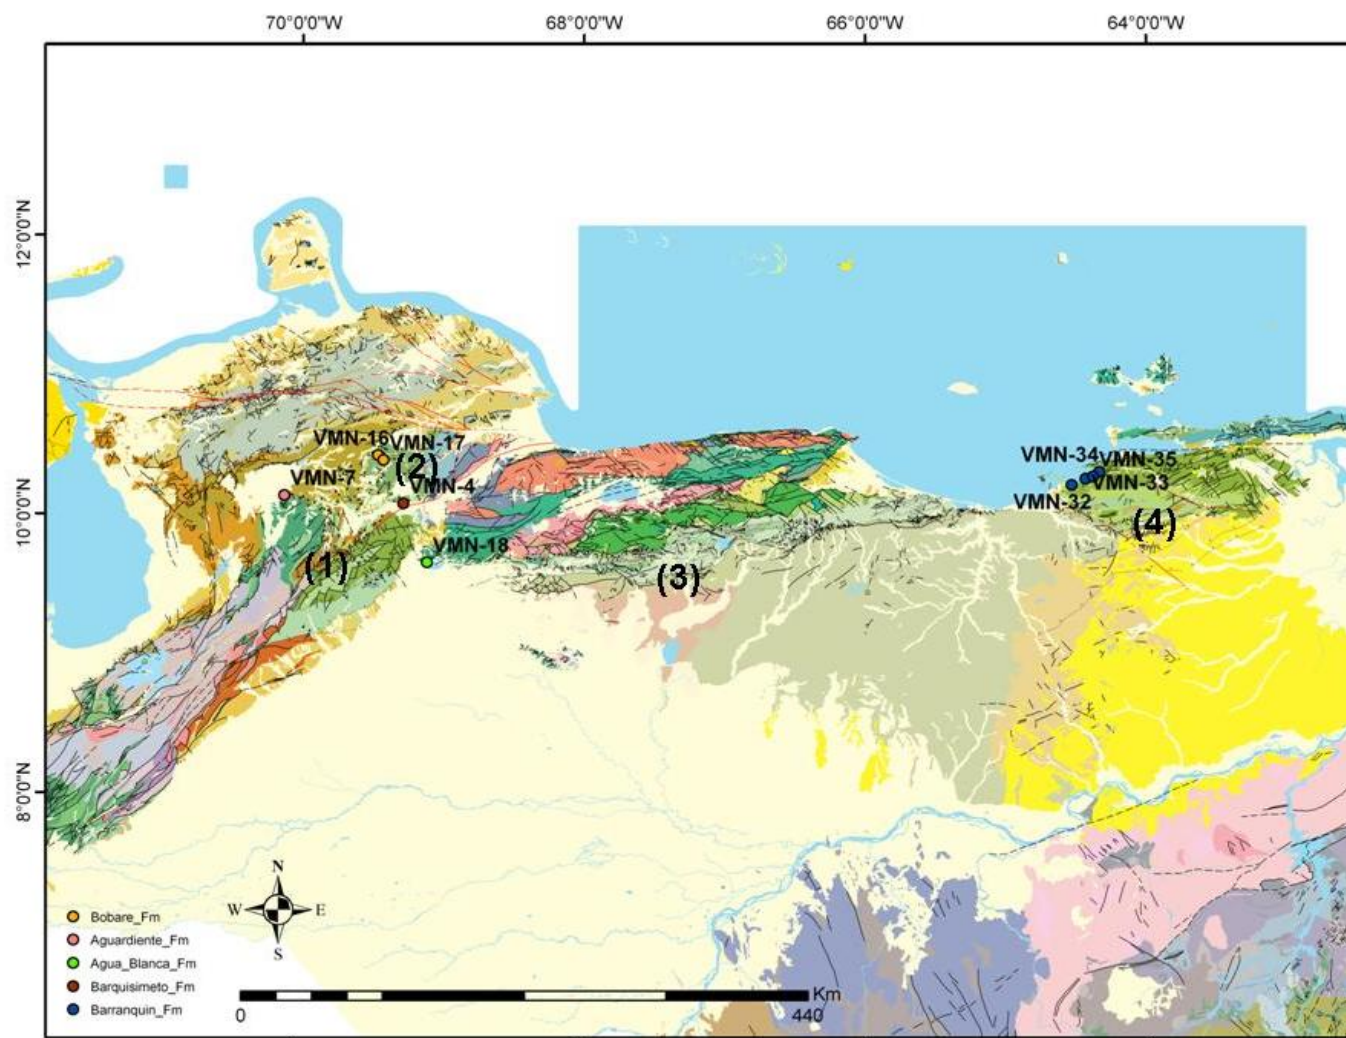 70°0'0"W 68°0'0"W 66°0'0"W 64°0'0"W
12°0'0"N
10°0'0"N
8°0'0"N
VMN-16 VMN-17
(2)
VMN-7
VMN-4
VMN-18
(1)
(3)
VMN-34 VMN-35
VMN-33
VMN-32
(4)
N
W E
S
Bobare_Fm
Aguardiente_Fm
Agua_Blanca_Fm
Barquisimeto_Fm
Barranquin_Fm
Km
0 440